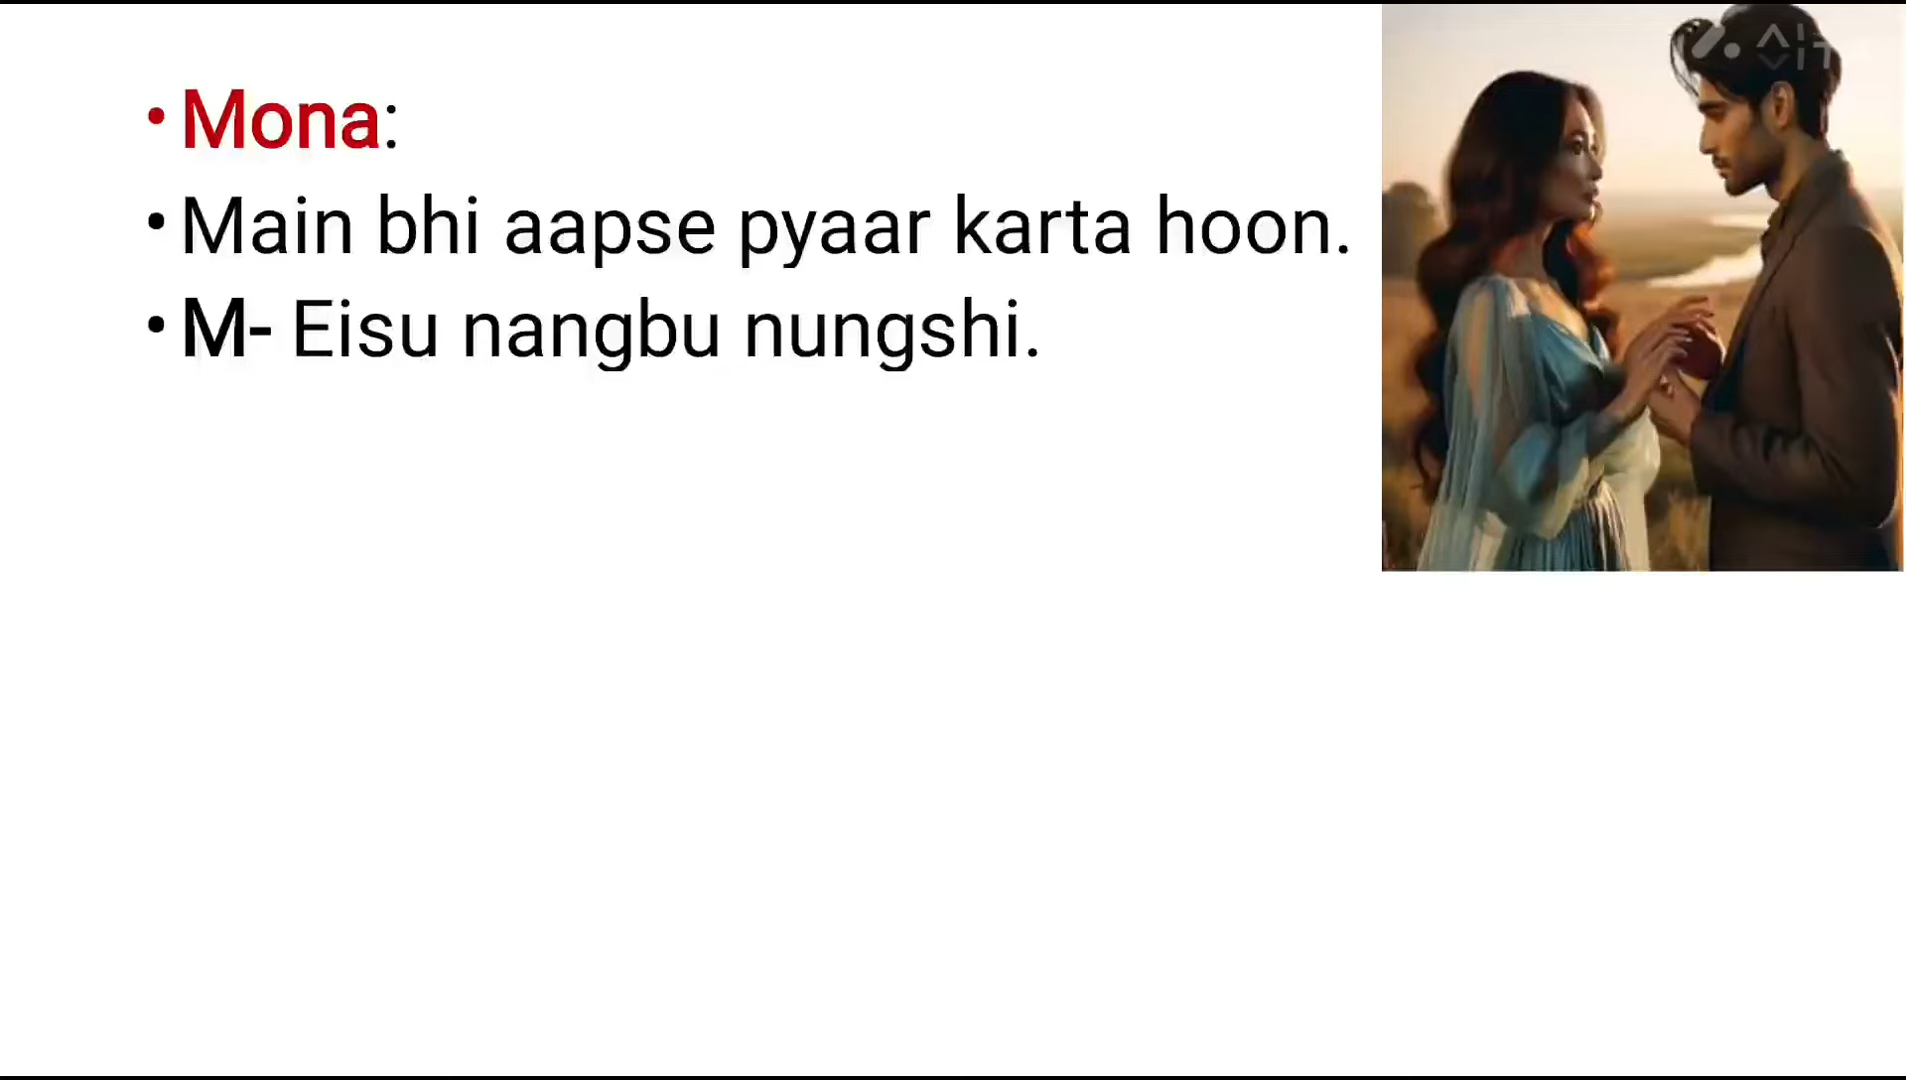 • Mona:
• Main bhi aapse pyaar karta hoon.
• M- Eisu nangbu nungshi.